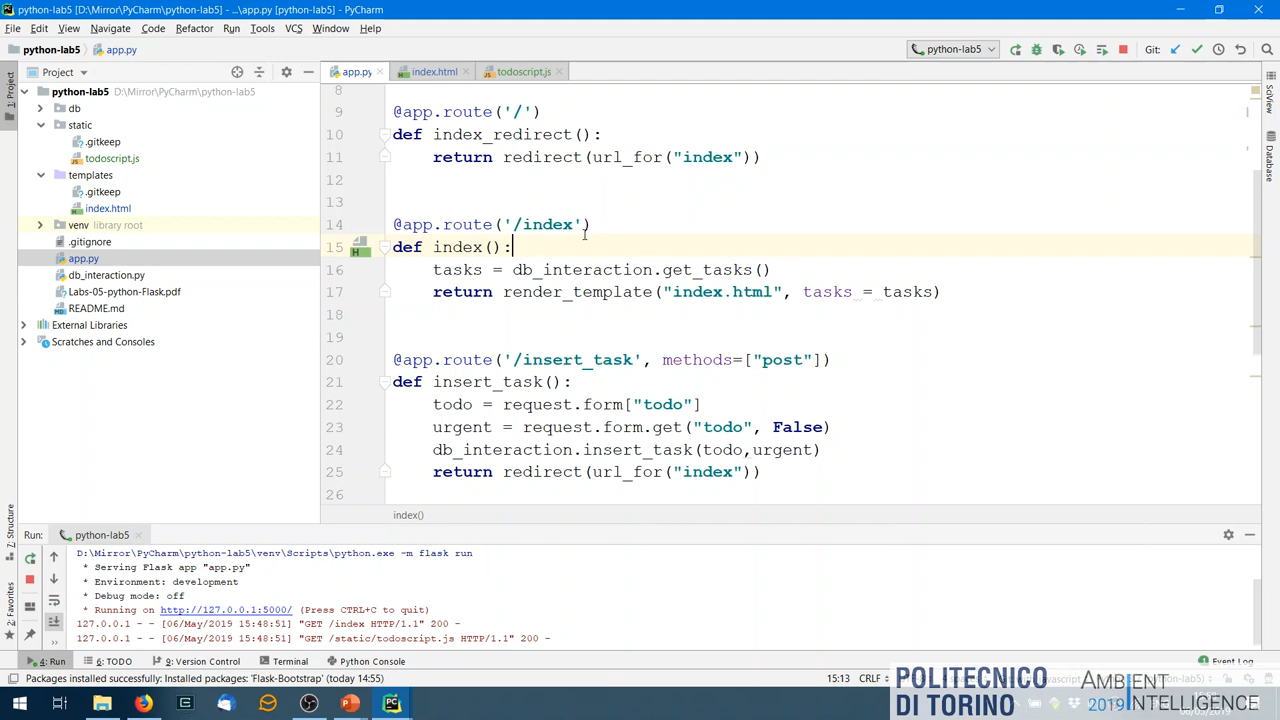 python-lab5 [D:\Mirror\PyCharm\python-lab5] - ...\app.py - PyCharm
File Edit View Navigate Code Refactor Run Tools VCS Window Help
python-lab5 app.py python-lab5 Git:
1: Project
Project app.py index.html todoscript.js
python-lab5 D:\Mirror\PyCharm\python-lab5
db
static
.gitkeep
todoscript.js
templates
.gitkeep
index.html
venv library root
.gitignore
app.py
db_interaction.py
Labs-05-python-Flask.pdf
README.md
External Libraries
Scratches and Consoles
8
9 @app.route('/')
10 def index_redirect():
11 return redirect(url_for("index"))
12
13
14 @app.route('/index')
15 def index():
16 tasks = db_interaction.get_tasks()
17 return render_template("index.html", tasks = tasks)
18
19
20 @app.route('/insert_task', methods=["post"])
21 def insert_task():
22 todo = request.form["todo"]
23 urgent = request.form.get("todo", False)
24 db_interaction.insert_task(todo,urgent)
25 return redirect(url_for("index"))
26
index()
SciView
Database
7: Structure
2: Favorites
Run: python-lab5
D:\Mirror\PyCharm\python-lab5\venv\Scripts\python.exe -m flask run
* Serving Flask app "app.py"
* Environment: development
* Debug mode: off
* Running on http://127.0.0.1:5000/ (Press CTRL+C to quit)
127.0.0.1 - - [06/May/2019 15:48:51] "GET /index HTTP/1.1" 200 -
127.0.0.1 - - [06/May/2019 15:48:51] "GET /static/todoscript.js HTTP/1.1" 200 -
4: Run 6: TODO 9: Version Control Terminal Python Console Event Log
Packages installed successfully: Installed packages: 'Flask-Bootstrap' (today 14:55) 15:13 CRLF
POLITECNICO
DI TORINO
AMBIENT
2019 INTELLIGENCE